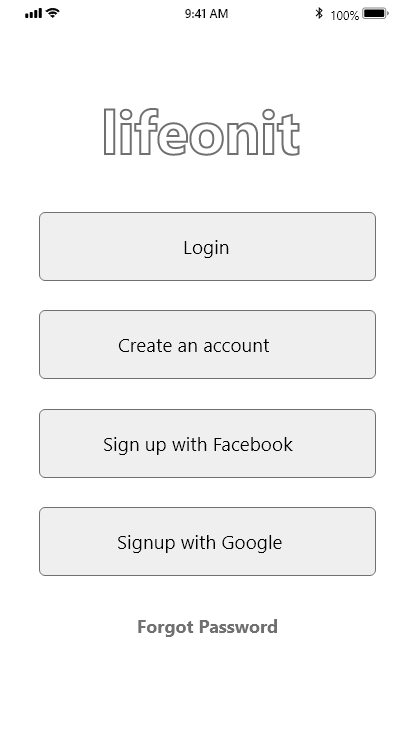 9:41 AM 100%
lifeonit
Login
Create an account
Sign up with Facebook
Signup with Google
Forgot Password